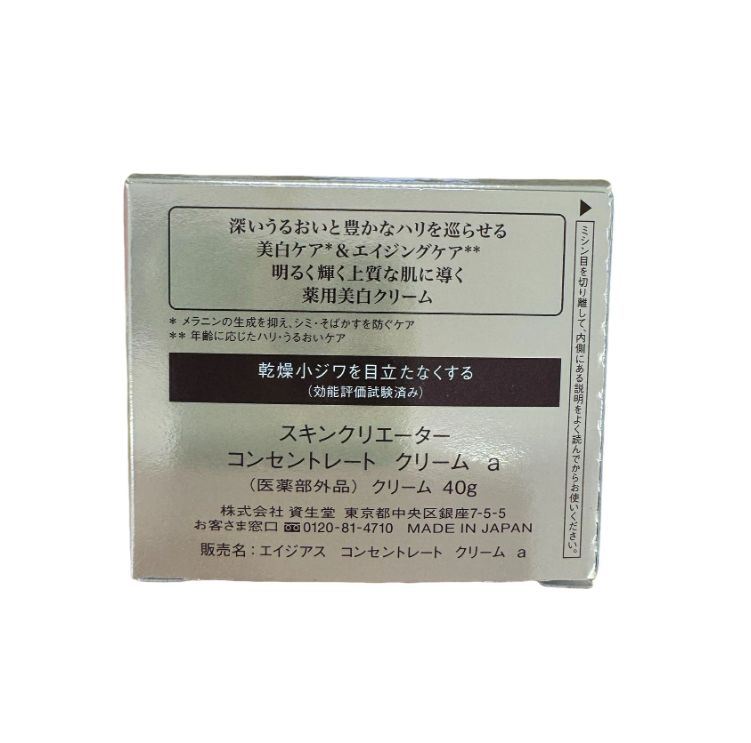 深いうるおいと豊かなハリを巡らせる
美白ケア*&エイジングケア**
明るく輝く上質な肌に導く
薬用美白クリーム
* メラニンの生成を抑え、シミ・そばかすを防ぐケア
** 年齢に応じたハリ・うるおいケア
乾燥小ジワを目立たなくする
(効能評価試験済み)
スキンクリエーター
コンセントレート クリーム a
(医薬部外品) クリーム 40g
株式会社 資生堂 東京都中央区銀座7-5-5
お客さま窓口 0120-81-4710 MADE IN JAPAN
販売名:エイジアス コンセントレート クリーム a
ミシン目を切り離して、内側にある説明をよく読んでからお使いください。